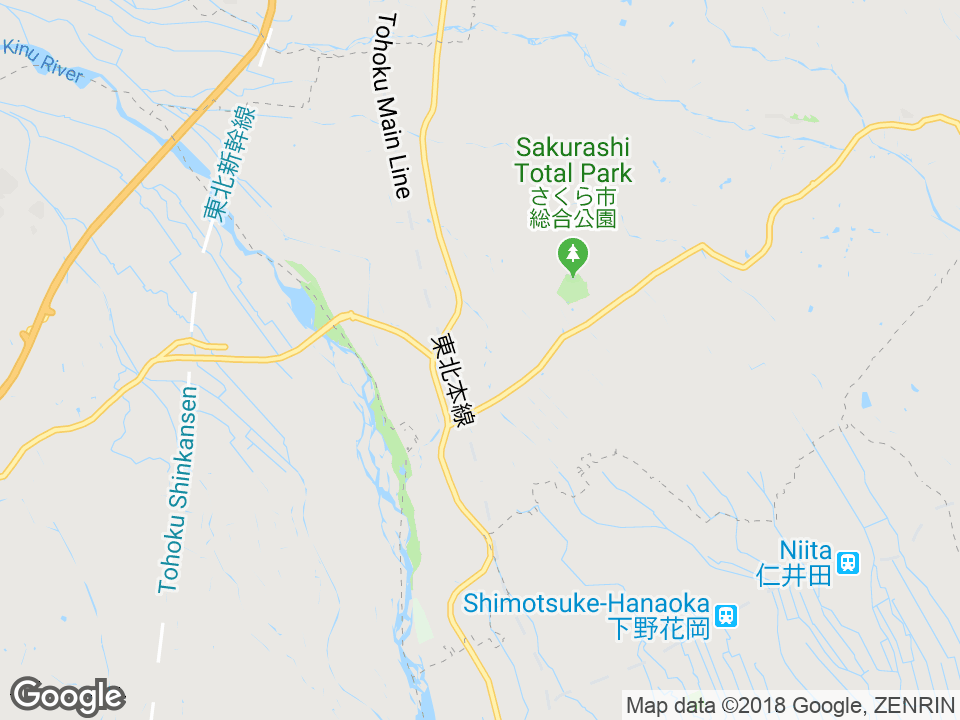 Kinu River
Tohoku Main Line
東北新幹線
Sakurashi
Total Park
さくら市
総合公園
東北本線
Tohoku Shinkansen
Niita
仁井田
Shimotsuke-Hanaoka
下野花岡
Google
Map data ©2018 Google, ZENRIN